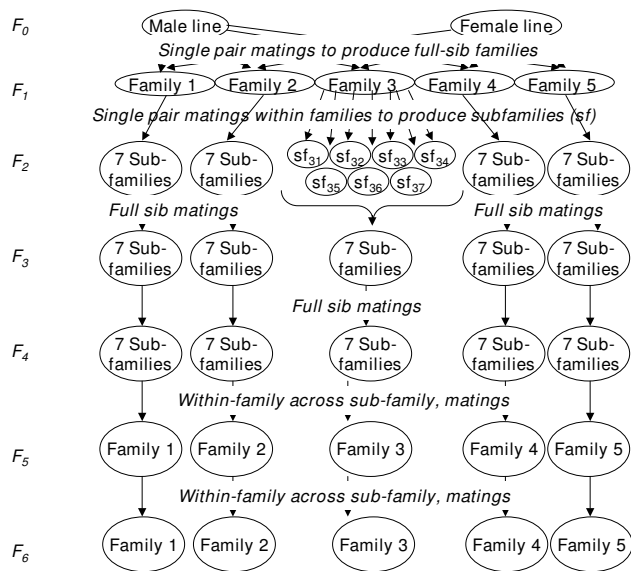 F0 Male line Female line
Single pair matings to produce full-sib families
F1 Family 1 Family 2 Family 3 Family 4 Family 5
Single pair matings within families to produce subfamilies (sf)
F2 7 Sub-families 7 Sub-families sf31 sf32 sf33 sf34 7 Sub-families 7 Sub-families
sf35 sf36 sf37
Full sib matings Full sib matings
F3 7 Sub-families 7 Sub-families 7 Sub-families 7 Sub-families 7 Sub-families
Full sib matings
F4 7 Sub-families 7 Sub-families 7 Sub-families 7 Sub-families 7 Sub-families
Within-family across sub-family, matings
F5 Family 1 Family 2 Family 3 Family 4 Family 5
Within-family across sub-family, matings
F6 Family 1 Family 2 Family 3 Family 4 Family 5